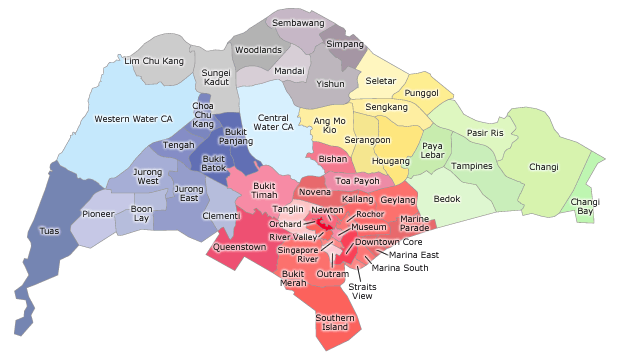 Sembawang
Woodlands
Simpang
Lim Chu Kang
Sungei
Kadut
Mandai
Yishun
Seletar
Punggol
Western Water CA
Choa
Chu
Kang
Central
Water CA
Sengkang
Ang Mo
Kio
Pasir Ris
Tengah
Bukit
Panjang
Serangoon
Paya
Lebar
Bukit
Batok
Bishan
Hougang
Tampines
Changi
Jurong
West
Jurong
East
Bukit
Timah
Toa Payoh
Novena
Kallang
Geylang
Bedok
Changi
Bay
Pioneer
Boon
Lay
Clementi
Tanglin
Newton
Rochor
Marine
Parade
Tuas
Orchard
Museum
River Valley
Queenstown
Singapore
River
Downtown Core
Marina East
Marina South
Bukit
Merah
Outram
Straits
View
Southern
Island